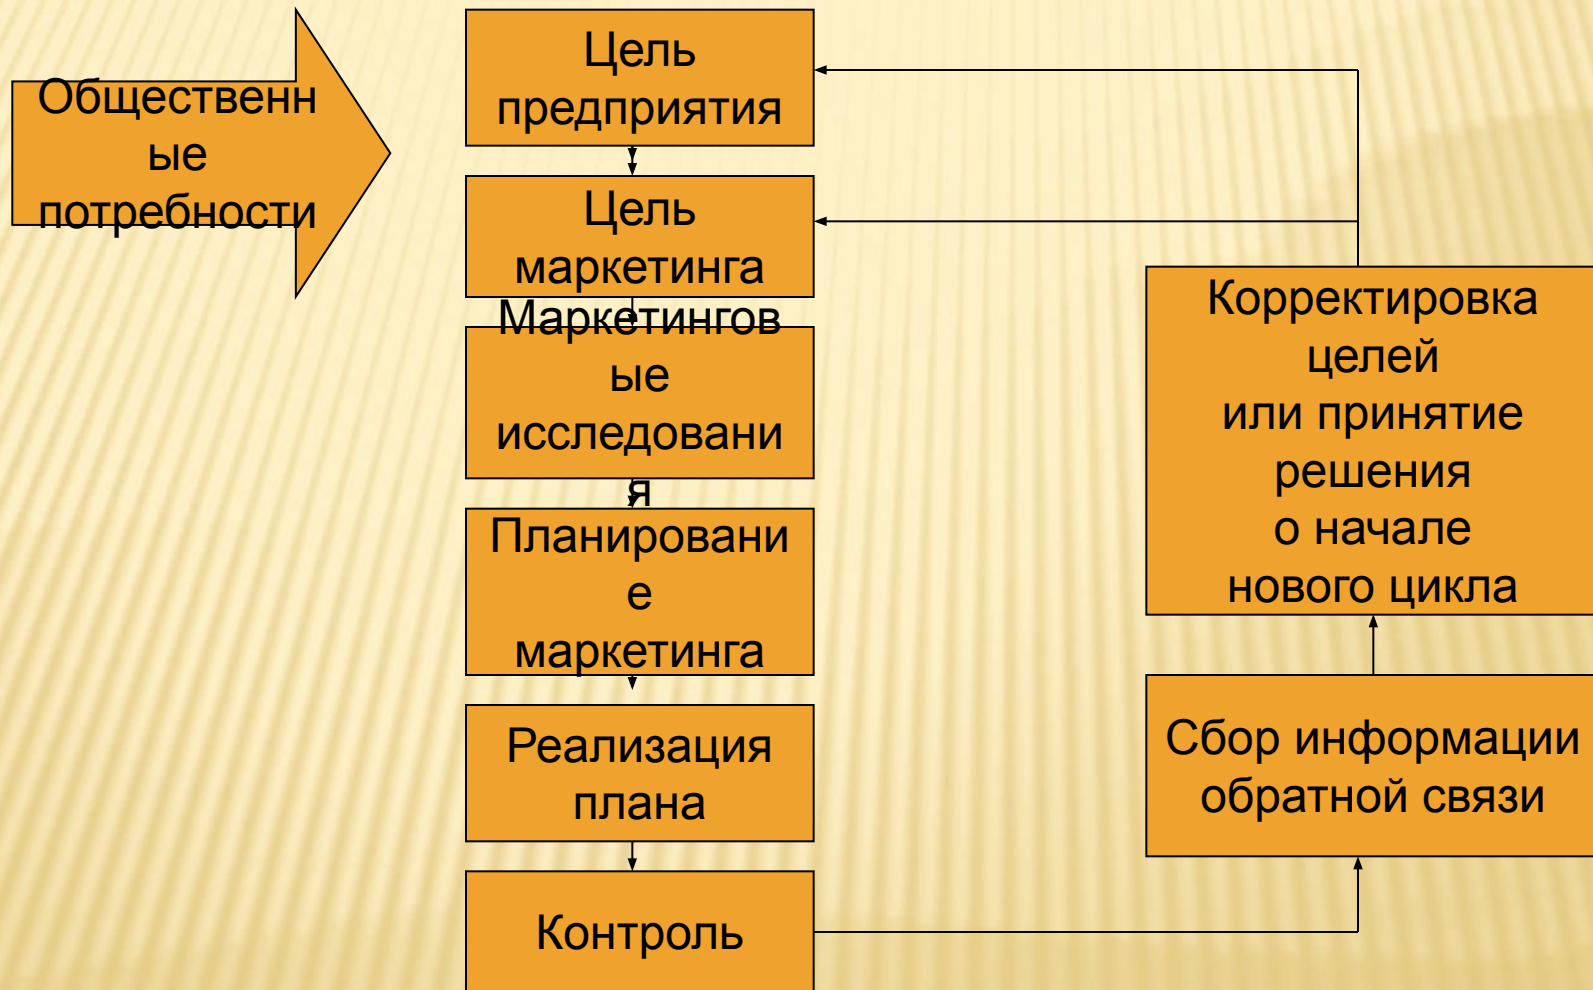 Общественн
ые
потребности
Цель
предприятия
Цель
маркетинга
Маркетингов
ые
исследовани
я
Планировани
е
маркетинга
Реализация
плана
Контроль
Корректировка
целей
или принятие
решения
о начале
нового цикла
Сбор информации
обратной связи